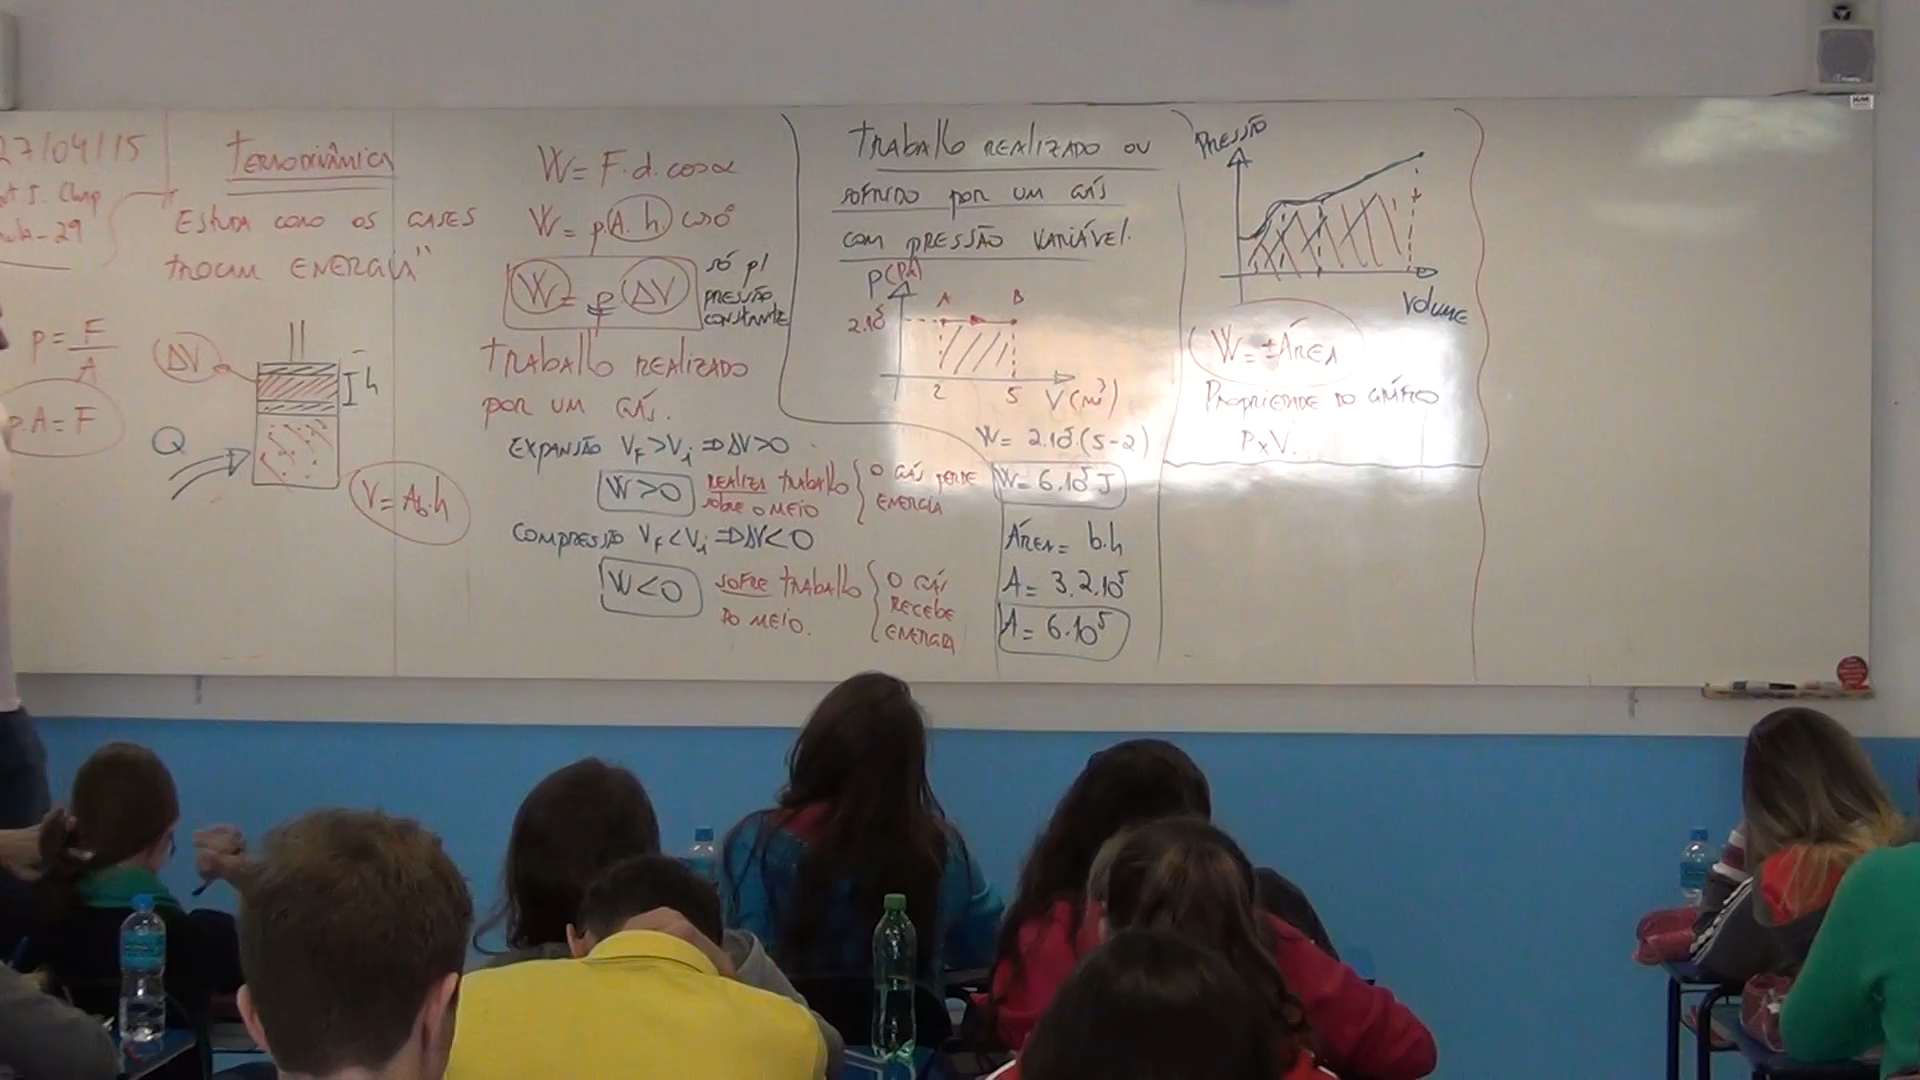 27/04/15
Termodinâmica
"Estuda como os gases
trocam energia"
p = F/A
p.A = F
ΔV
h
Q
V = Ab.h
W = F.d.cosα
W = p.(A.h).cos0°
W = p ΔV
só p/
pressão
constante
Trabalho realizado
por um gás.
Expansão VF > Vi ⇒ ΔV > 0
W > 0
realiza trabalho
sobre o meio
o gás perde
energia
Compressão VF < Vi ⇒ ΔV < 0
W < 0
sofre trabalho
do meio.
o gás
recebe
energia
Trabalho realizado ou
sofrido por um gás
com pressão variável.
P(Pa)
A B
2.10⁵
2 5 V(m³)
W = 2.10⁵.(5-2)
W = 6.10⁵ J
Área = b.h
A = 3.2.10⁵
A = 6.10⁵
Pressão
Volume
W = ±Área
Propriedade do gráfico
P x V.